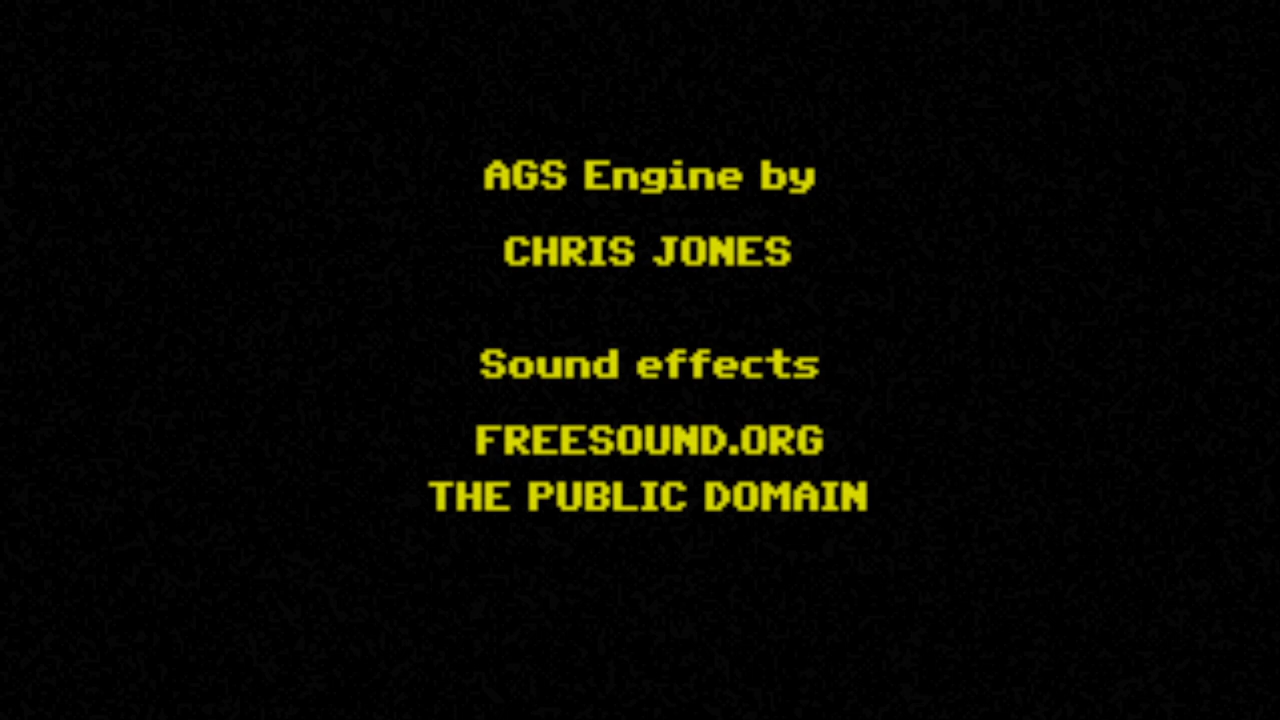 AGS Engine by
CHRIS JONES
Sound effects
FREESOUND.ORG
THE PUBLIC DOMAIN